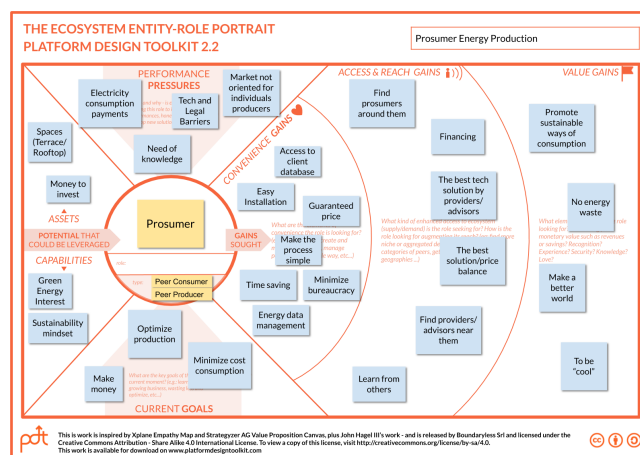 THE ECOSYSTEM ENTITY-ROLE PORTRAIT
PLATFORM DESIGN TOOLKIT 2.2
Prosumer Energy Production
PERFORMANCE
PRESSURES
Electricity
consumption
payments
Tech and
Legal
Barriers
Market not
oriented for
individuals
producers
Need of
knowledge
Spaces
(Terrace/
Rooftop)
Money to
invest
ASSETS
POTENTIAL THAT
COULD BE LEVERAGED
CAPABILITIES
Green
Energy
Interest
Sustainability
mindset
Prosumer
Peer Consumer
Peer Producer
GAINS
SOUGHT
CONVENIENCE GAINS
Access to
client
database
Easy
Installation
Guaranteed
price
Make the
process
simple
Time saving
Minimize
bureaucracy
Energy data
management
Optimize
production
Minimize cost
consumption
Make
money
CURRENT GOALS
ACCESS & REACH GAINS
Find
prosumers
around them
Financing
The best tech
solution by
providers/
advisors
The best
solution/price
balance
Find providers/
advisors near
them
Learn from
others
VALUE GAINS
Promote
sustainable
ways of
consumption
No energy
waste
Make a
better
world
To be
"cool"
pdt
This work is inspired by Xplane Empathy Map and Strategyzer AG Value Proposition Canvas, plus John Hagel III's work - and is released by Boundaryless Srl and licensed under the
Creative Commons Attribution - Share Alike 4.0 International License. To view a copy of this license, visit http://creativecommons.org/license/by-sa/4.0.
This work is available for download on www.platformdesigntoolkit.com